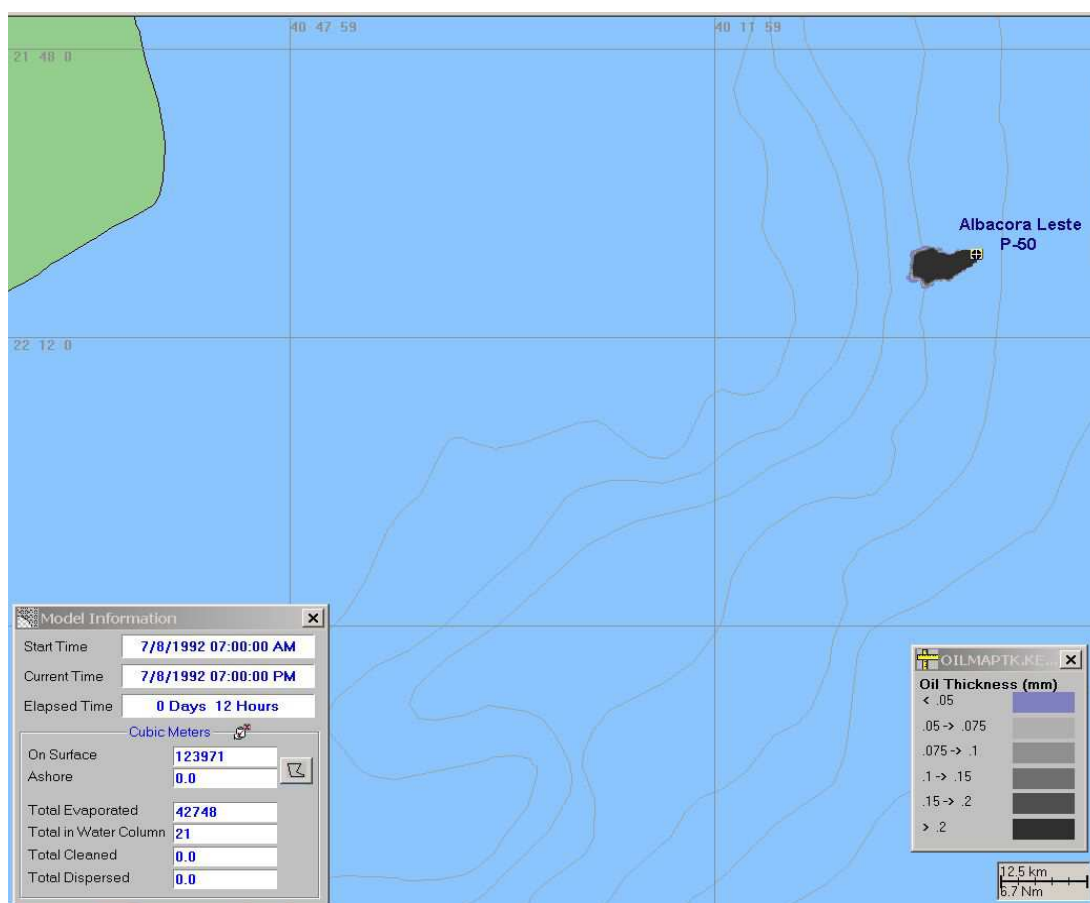 40 47 59
40 11 59
21 48 0
Albacora Leste
P-50
22 12 0
Model Information
Start Time 7/8/1992 07:00:00 AM
Current Time 7/8/1992 07:00:00 PM
Elapsed Time 0 Days 12 Hours
Cubic Meters
On Surface 123971
Ashore 0.0
Total Evaporated 42748
Total in Water Column 21
Total Cleaned 0.0
Total Dispersed 0.0
OILMAPTK.KE...
Oil Thickness (mm)
< .05
.05 -> .075
.075 -> .1
.1 -> .15
.15 -> .2
> .2
12.5 km
6.7 Nm